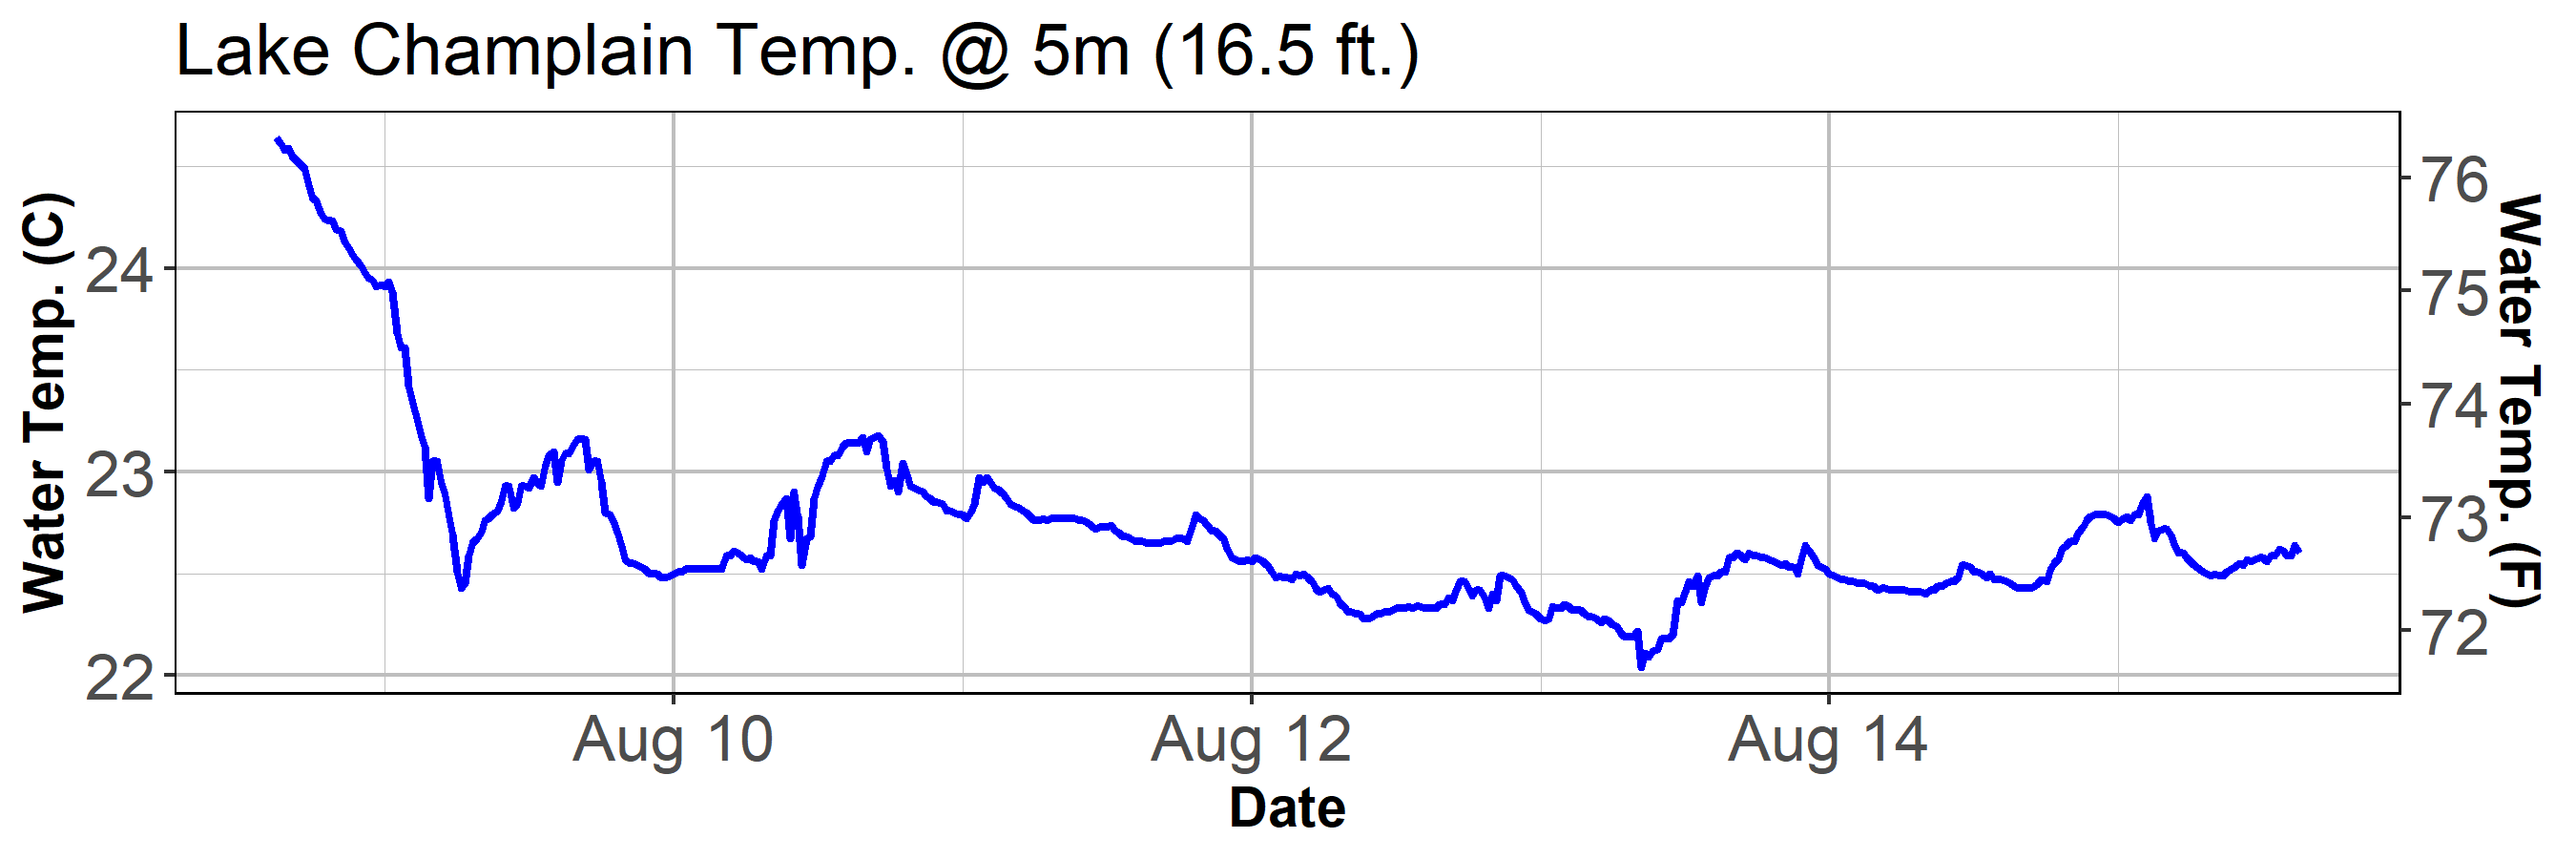 Lake Champlain Temp. @ 5m (16.5 ft.)
Water Temp. (C)
24
23
22
76
75
74
73
72
Water Temp. (F)
Aug 10
Aug 12
Aug 14
Date